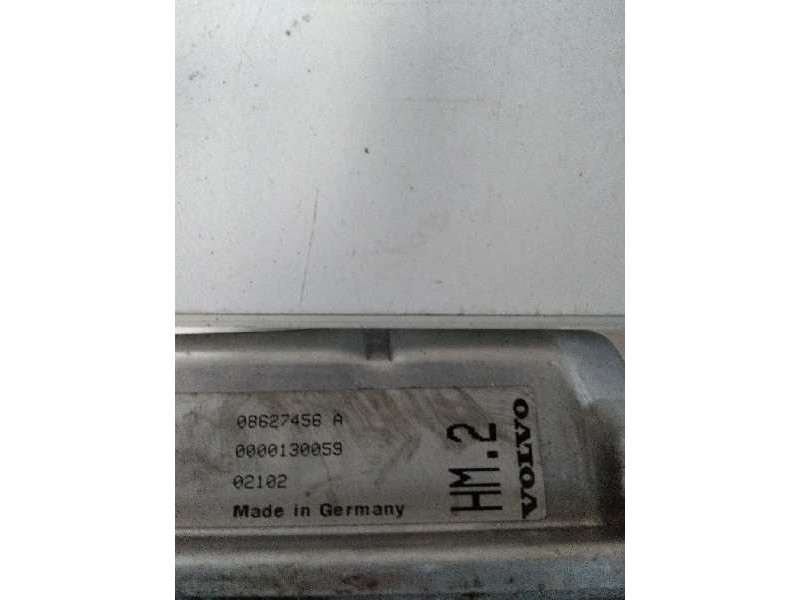 08627456 A
0000130059
02102
Made in Germany
HM.2
VOLVO